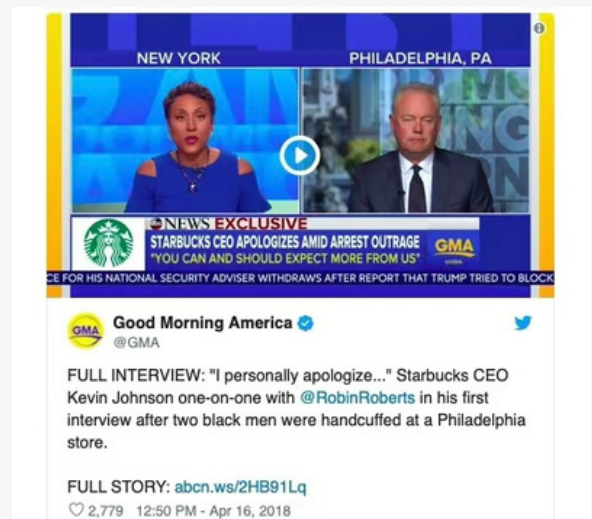 NEW YORK
PHILADELPHIA, PA
abc NEWS EXCLUSIVE
STARBUCKS CEO APOLOGIZES AMID ARREST OUTRAGE
"YOU CAN AND SHOULD EXPECT MORE FROM US"
GMA
CE FOR HIS NATIONAL SECURITY ADVISER WITHDRAWS AFTER REPORT THAT TRUMP TRIED TO BLOCK
GMA
Good Morning America
@GMA
FULL INTERVIEW: "I personally apologize..." Starbucks CEO
Kevin Johnson one-on-one with @RobinRoberts in his first
interview after two black men were handcuffed at a Philadelphia
store.
FULL STORY: abcn.ws/2HB91Lq
2,779 12:50 PM - Apr 16, 2018